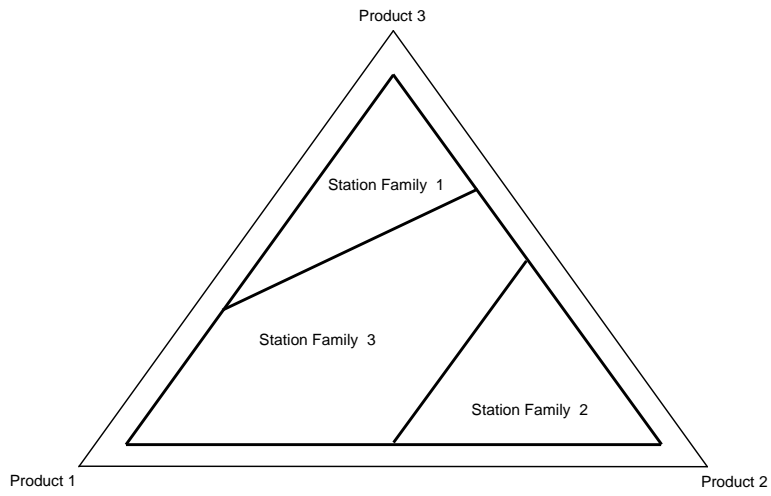 Product 3
Station Family 1
Station Family 3
Station Family 2
Product 1
Product 2